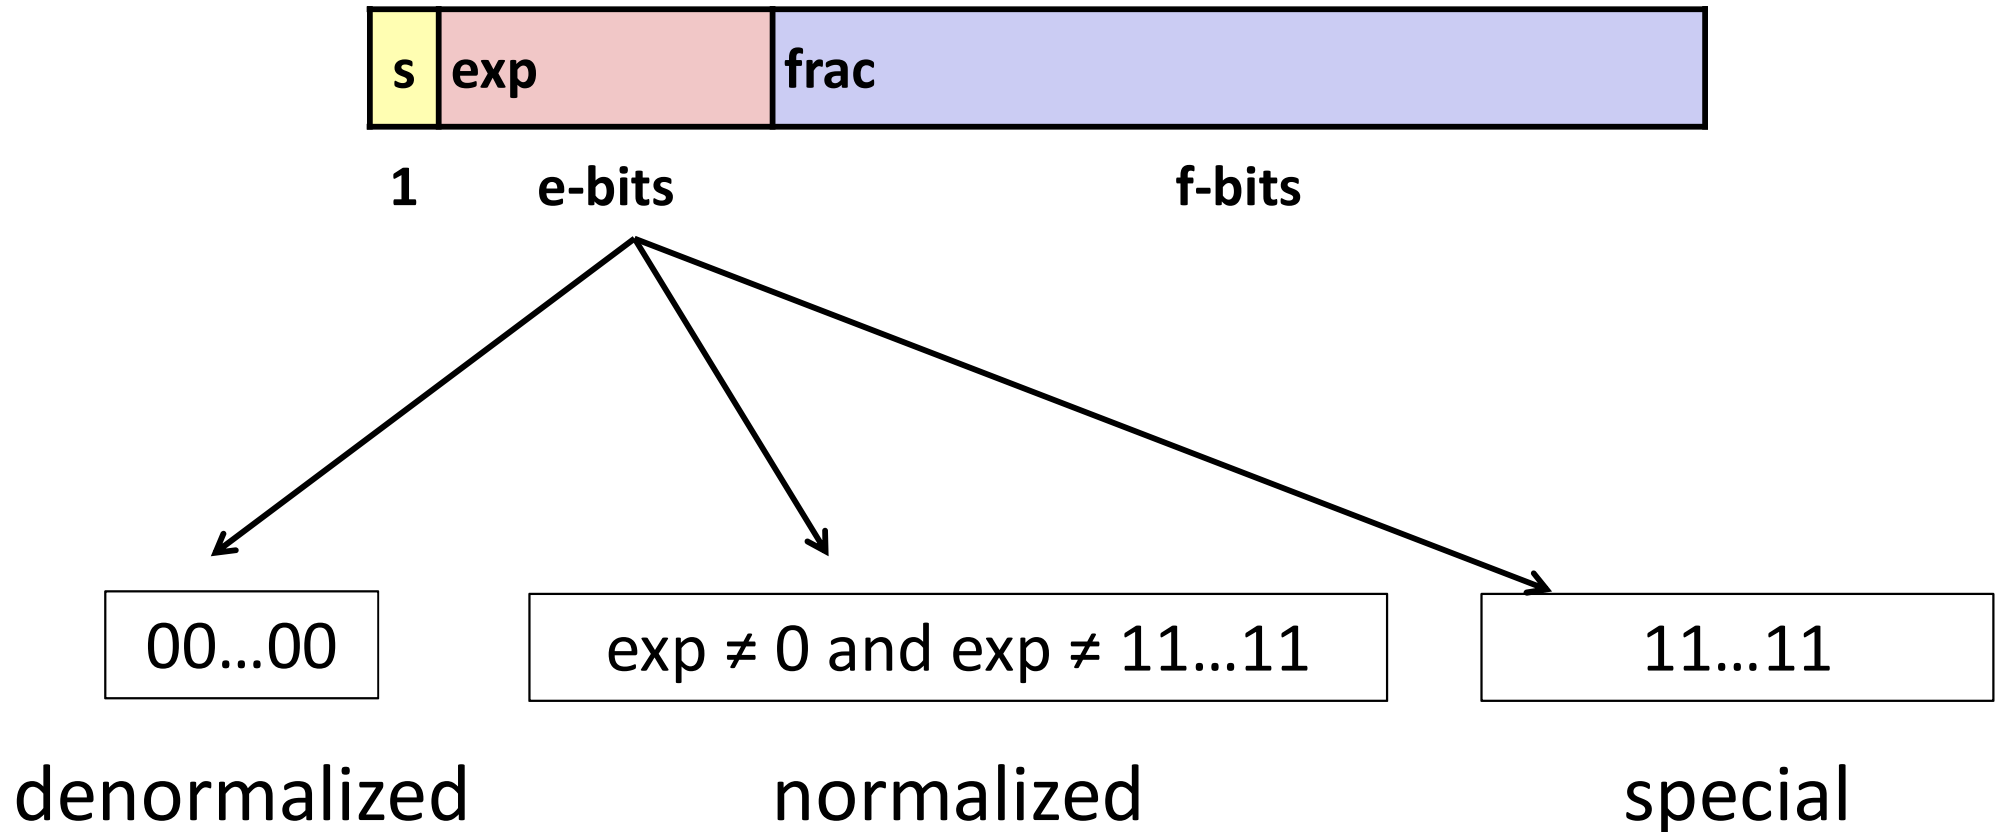 s exp frac
1 e-bits f-bits
00...00 exp ≠ 0 and exp ≠ 11...11 11...11
denormalized normalized special